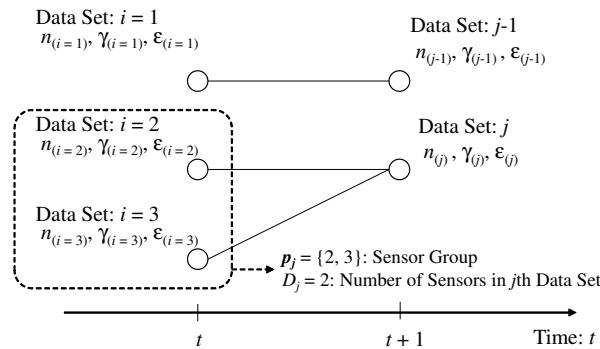 Data Set: i = 1
n(i = 1), γ(i = 1), ε(i = 1)
Data Set: j-1
n(j-1), γ(j-1) , ε(j-1)
Data Set: i = 2
n(i = 2), γ(i = 2), ε(i = 2)
Data Set: j
n(j) , γ(j), ε(j)
Data Set: i = 3
n(i = 3), γ(i = 3), ε(i = 3)
pj = {2, 3}: Sensor Group
Dj = 2: Number of Sensors in jth Data Set
t
t + 1
Time: t